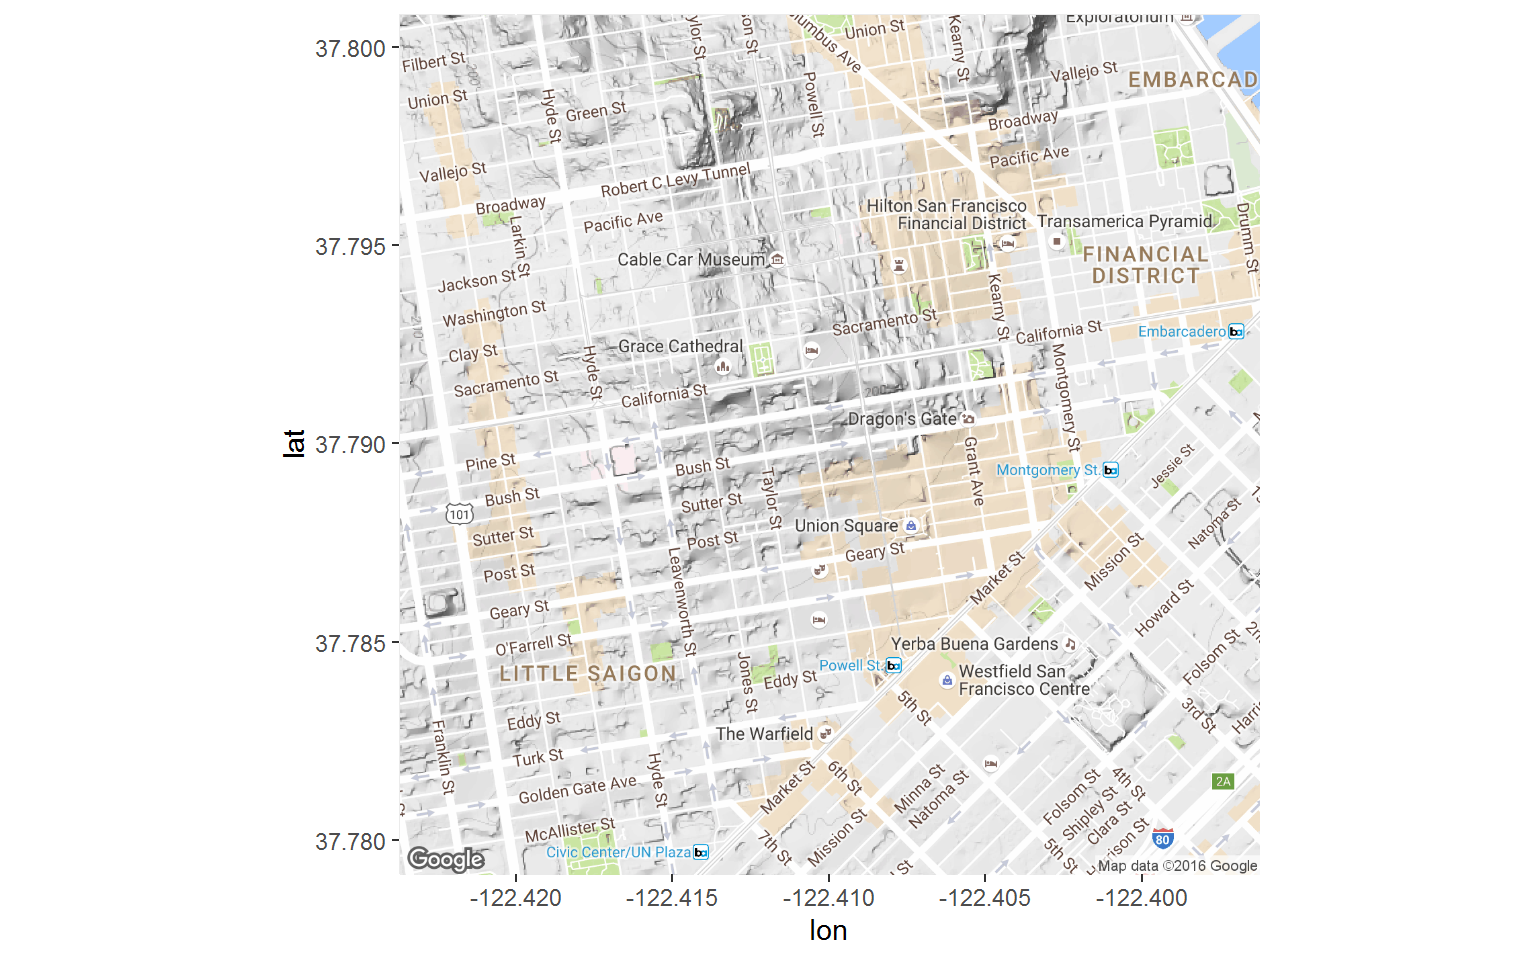 Exploratorium
Union St
Columbus Ave
Kearny St
Filbert St
37.800
Vallejo St
EMBARCAD
Union St
Hyde St
Green St
Powell St
Broadway
Pacific Ave
Vallejo St
Robert C Levy Tunnel
Broadway
Pacific Ave
Larkin St
Hilton San Francisco
Financial District
Transamerica Pyramid
Drumm St
37.795
Cable Car Museum
FINANCIAL
DISTRICT
Jackson St
Washington St
Kearny St
Sacramento St
California St
Embarcadero
Clay St
Grace Cathedral
Hyde St
Montgomery St
Sacramento St
California St
200
Dragon's Gate
lat
37.790
Pine St
Bush St
Taylor St
Grant Ave
Montgomery St.
Jessie St
Bush St
101
Sutter St
Natoma St
Sutter St
Union Square
Post St
Geary St
Mission St
Post St
Leavenworth St
Market St
Howard St
Geary St
37.785
O'Farrell St
Yerba Buena Gardens
Folsom St
LITTLE SAIGON
Jones St
Eddy St
Powell St.
Westfield San
Francisco Centre
5th St
3rd St
Eddy St
The Warfield
Franklin St
Turk St
Hyde St
Golden Gate Ave
Market St
6th St
Minna St
Natoma St
4th St
2A
Folsom St
Shipley St
Clara St
37.780
McAllister St
Civic Center/UN Plaza
7th St
Mission St
5th St
80
Google
Map data ©2016 Google
-122.420
-122.415
-122.410
-122.405
-122.400
lon